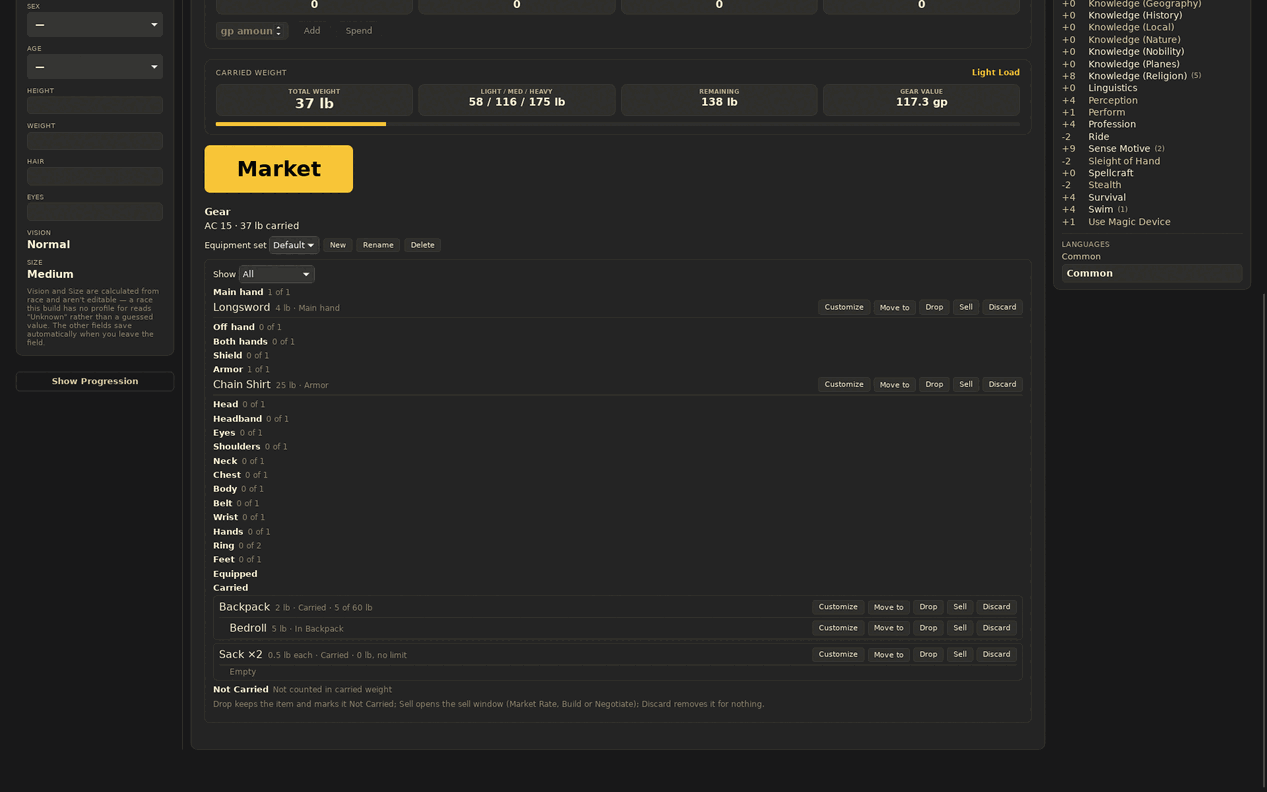 SEX
—
AGE
—
HEIGHT
WEIGHT
HAIR
EYES
VISION
Normal
SIZE
Medium
Vision and Size are calculated from
race and aren't editable — a race
this build has no profile for reads
"Unknown" rather than a guessed
value. The other fields save
automatically when you leave the
field.
Show Progression
0 0 0 0
gp amoun Add Spend
CARRIED WEIGHT Light Load
TOTAL WEIGHT
37 lb
LIGHT / MED / HEAVY
58 / 116 / 175 lb
REMAINING
138 lb
GEAR VALUE
117.3 gp
Market
Gear
AC 15 · 37 lb carried
Equipment set Default New Rename Delete
Show All
Main hand 1 of 1
Longsword 4 lb · Main hand Customize Move to Drop Sell Discard
Off hand 0 of 1
Both hands 0 of 1
Shield 0 of 1
Armor 1 of 1
Chain Shirt 25 lb · Armor Customize Move to Drop Sell Discard
Head 0 of 1
Headband 0 of 1
Eyes 0 of 1
Shoulders 0 of 1
Neck 0 of 1
Chest 0 of 1
Body 0 of 1
Belt 0 of 1
Wrist 0 of 1
Hands 0 of 1
Ring 0 of 2
Feet 0 of 1
Equipped
Carried
Backpack 2 lb · Carried · 5 of 60 lb Customize Move to Drop Sell Discard
Bedroll 5 lb · In Backpack Customize Move to Drop Sell Discard
Sack ×2 0.5 lb each · Carried · 0 lb, no limit Customize Move to Drop Sell Discard
Empty
Not Carried Not counted in carried weight
Drop keeps the item and marks it Not Carried; Sell opens the sell window (Market Rate, Build or Negotiate); Discard removes it for nothing.
+0 Knowledge (Geography)
+0 Knowledge (History)
+0 Knowledge (Local)
+0 Knowledge (Nature)
+0 Knowledge (Nobility)
+0 Knowledge (Planes)
+8 Knowledge (Religion) (5)
+0 Linguistics
+4 Perception
+1 Perform
+4 Profession
-2 Ride
+9 Sense Motive (2)
-2 Sleight of Hand
+0 Spellcraft
-2 Stealth
+4 Survival
+4 Swim (1)
+1 Use Magic Device
LANGUAGES
Common
Common